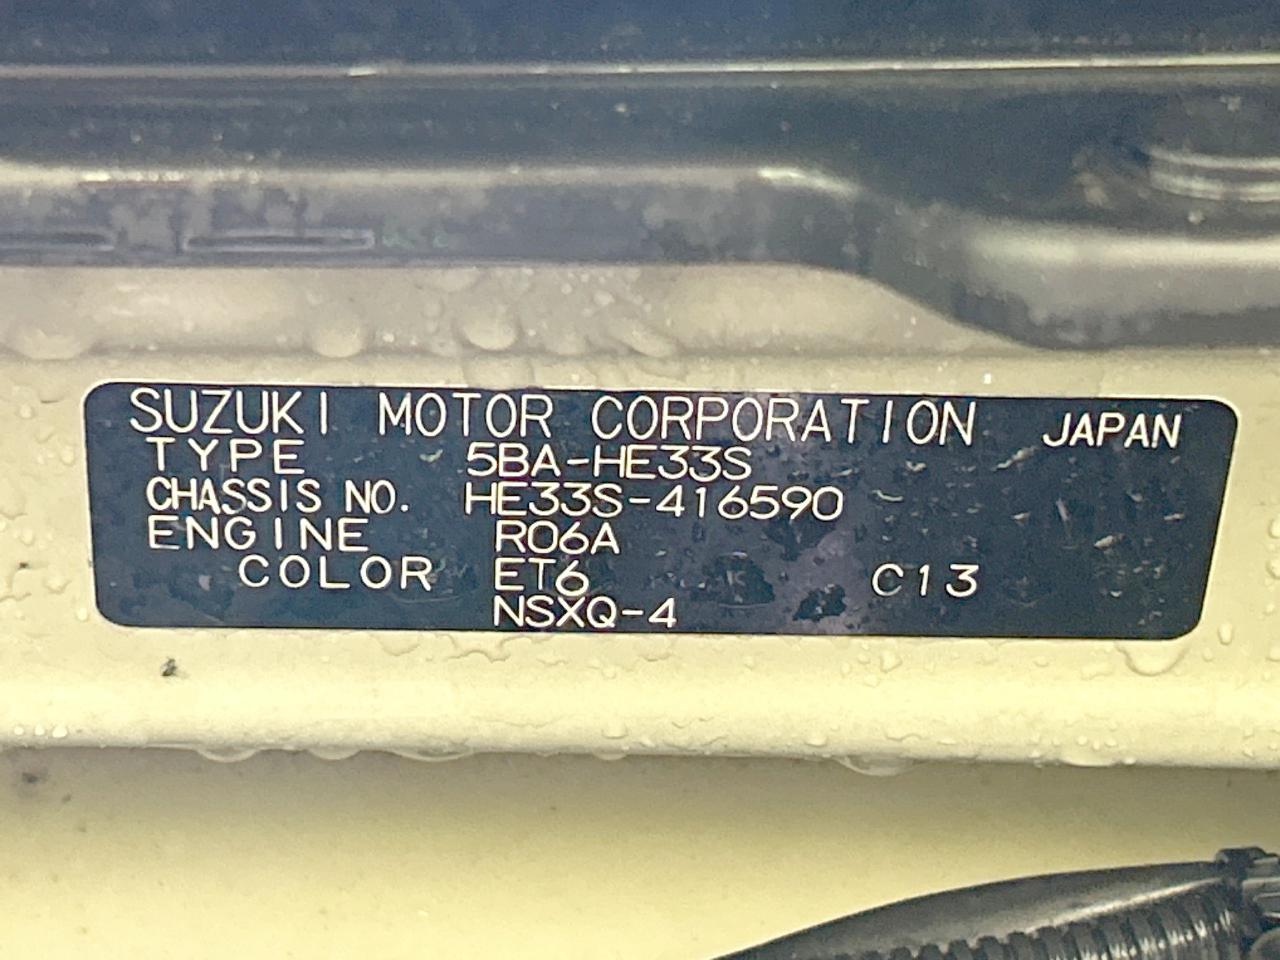 SUZUKI MOTOR CORPORATION JAPAN
TYPE 5BA-HE33S
CHASSIS NO. HE33S-416590
ENGINE R06A
COLOR ET6 C13
NSXQ-4